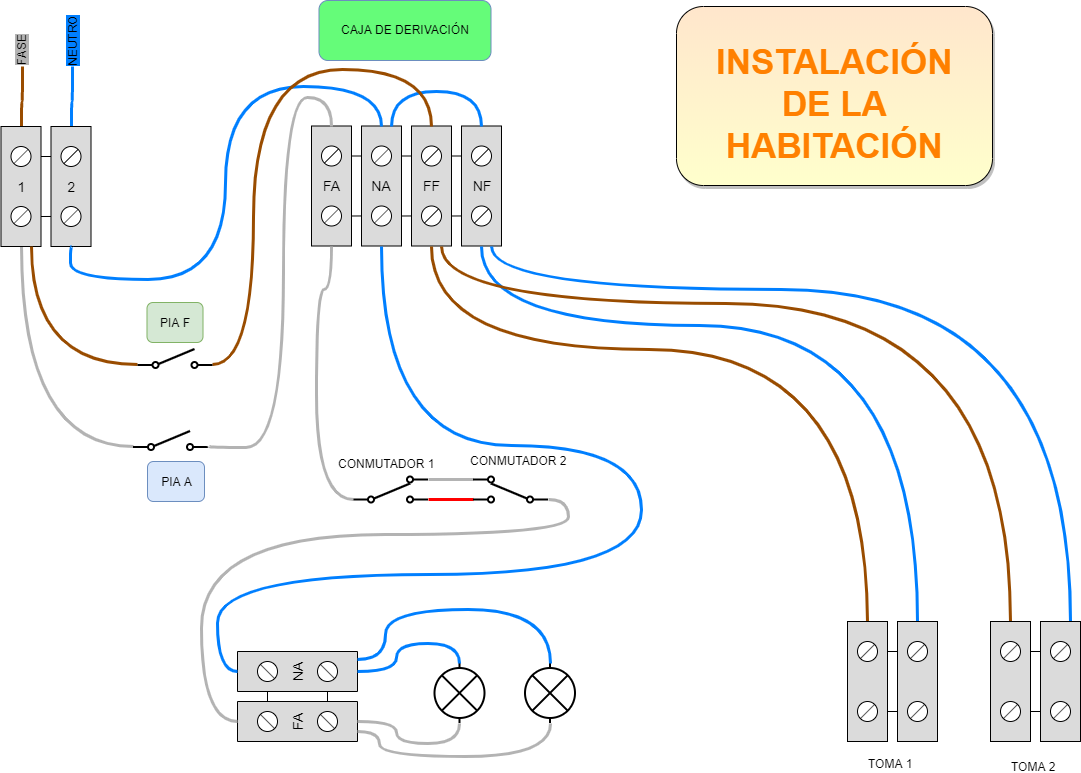 FASE
NEUTRO
CAJA DE DERIVACIÓN
INSTALACIÓN
DE LA
HABITACIÓN
1
2
FA
NA
FF
NF
PIA F
PIA A
CONMUTADOR 1
CONMUTADOR 2
NA
FA
TOMA 1
TOMA 2